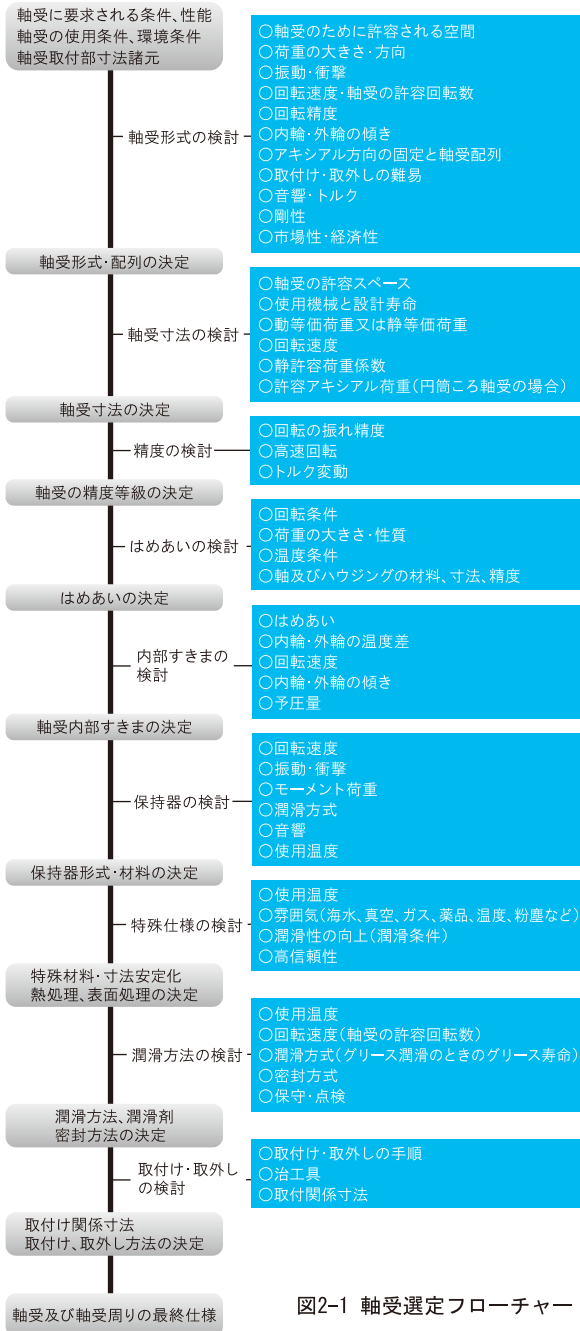 軸受に要求される条件、性能
軸受の使用条件、環境条件
軸受取付部寸法諸元
軸受形式の検討
○軸受のために許容される空間
○荷重の大きさ・方向
○振動・衝撃
○回転速度・軸受の許容回転数
○回転精度
○内輪・外輪の傾き
○アキシアル方向の固定と軸受配列
○取付け・取外しの難易
○音響・トルク
○剛性
○市場性・経済性
軸受形式・配列の決定
軸受寸法の検討
○軸受の許容スペース
○使用機械と設計寿命
○動等価荷重又は静等価荷重
○回転速度
○静許容荷重係数
○許容アキシアル荷重(円筒ころ軸受の場合)
軸受寸法の決定
精度の検討
○回転の振れ精度
○高速回転
○トルク変動
軸受の精度等級の決定
はめあいの検討
○回転条件
○荷重の大きさ・性質
○温度条件
○軸及びハウジングの材料、寸法、精度
はめあいの決定
内部すきまの
検討
○はめあい
○内輪・外輪の温度差
○回転速度
○内輪・外輪の傾き
○予圧量
軸受内部すきまの決定
保持器の検討
○回転速度
○振動・衝撃
○モーメント荷重
○潤滑方式
○音響
○使用温度
保持器形式・材料の決定
特殊仕様の検討
○使用温度
○雰囲気(海水、真空、ガス、薬品、温度、粉塵など)
○潤滑性の向上(潤滑条件)
○高信頼性
特殊材料・寸法安定化
熱処理、表面処理の決定
潤滑方法の検討
○使用温度
○回転速度(軸受の許容回転数)
○潤滑方式(グリース潤滑のときのグリース寿命)
○密封方式
○保守・点検
潤滑方法、潤滑剤
密封方法の決定
取付け・取外し
の検討
○取付け・取外しの手順
○治工具
○取付関係寸法
取付け関係寸法
取付け、取外し方法の決定
軸受及び軸受周りの最終仕様
図2-1 軸受選定フローチャー